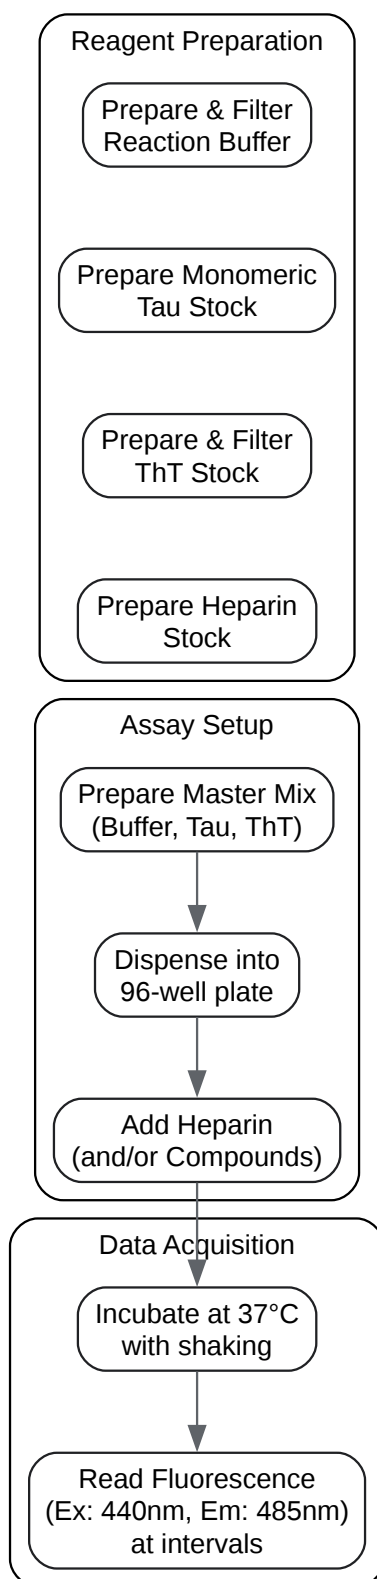 Reagent Preparation
Prepare & Filter
Reaction Buffer
Prepare Monomeric
Tau Stock
Prepare & Filter
ThT Stock
Prepare Heparin
Stock
Assay Setup
Prepare Master Mix
(Buffer, Tau, ThT)
Dispense into
96-well plate
Add Heparin
(and/or Compounds)
Data Acquisition
Incubate at 37°C
with shaking
Read Fluorescence
(Ex: 440nm, Em: 485nm)
at intervals